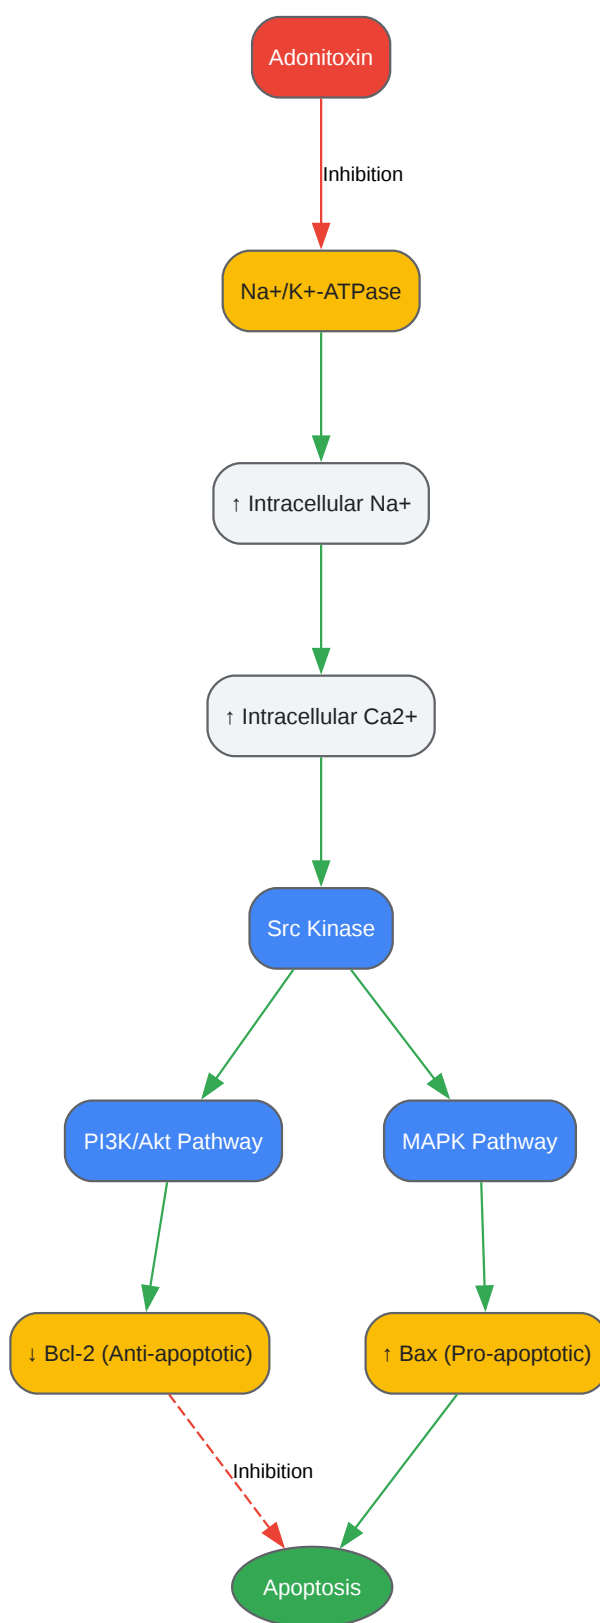 Adonitoxin
Inhibition
Na+/K+-ATPase
↑ Intracellular Na+
↑ Intracellular Ca2+
Src Kinase
PI3K/Akt Pathway
MAPK Pathway
↓ Bcl-2 (Anti-apoptotic)
↑ Bax (Pro-apoptotic)
Inhibition
Apoptosis